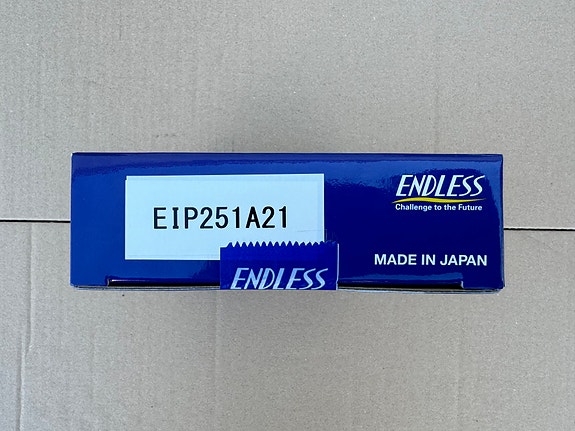 EIP251A21
ENDLESS
Challenge to the Future
MADE IN JAPAN
ENDLESS